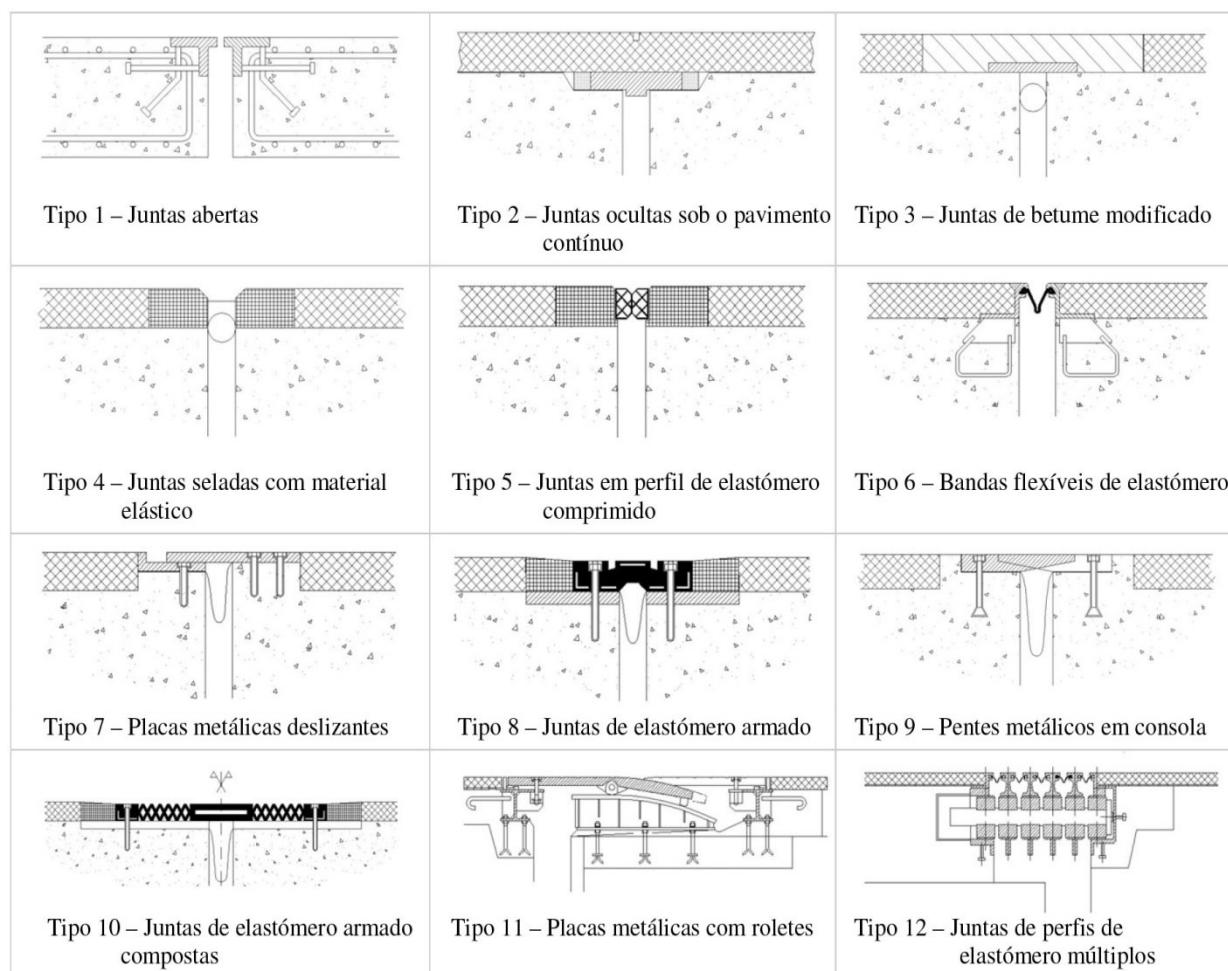 Tipo 1 – Juntas abertas
Tipo 2 – Juntas ocultas sob o pavimento
contínuo
Tipo 3 – Juntas de betume modificado
Tipo 4 – Juntas seladas com material
elástico
Tipo 5 – Juntas em perfil de elastómero
comprimido
Tipo 6 – Bandas flexíveis de elastómero
Tipo 7 – Placas metálicas deslizantes
Tipo 8 – Juntas de elastómero armado
Tipo 9 – Pentes metálicos em consola
Tipo 10 – Juntas de elastómero armado
compostas
Tipo 11 – Placas metálicas com roletes
Tipo 12 – Juntas de perfis de
elastómero múltiplos